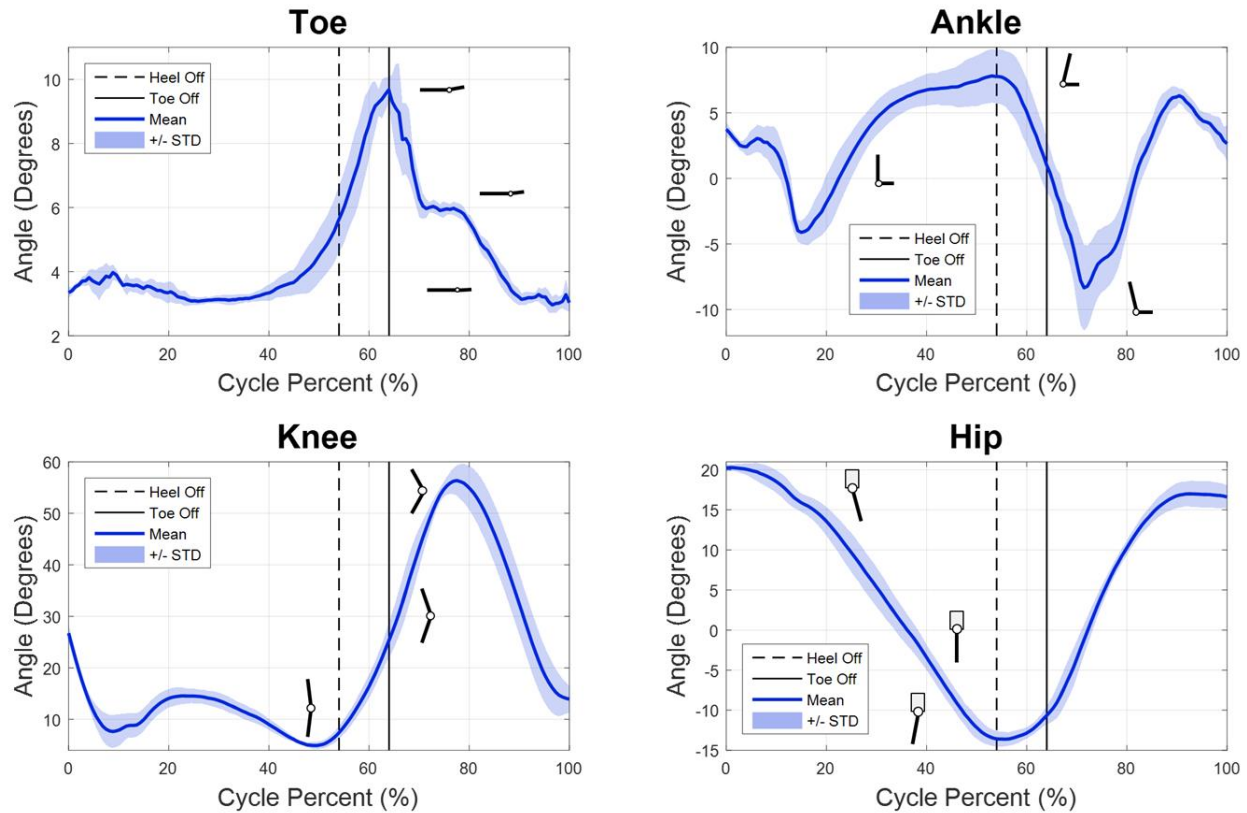 Toe
Angle (Degrees)
10
8
6
4
2
Heel Off
Toe Off
Mean
+/- STD
0
20
40
60
80
100
Cycle Percent (%)
Ankle
Angle (Degrees)
10
5
0
-5
-10
Heel Off
Toe Off
Mean
+/- STD
0
20
40
60
80
100
Cycle Percent (%)
Knee
Angle (Degrees)
60
50
40
30
20
10
Heel Off
Toe Off
Mean
+/- STD
0
20
40
60
80
100
Cycle Percent (%)
Hip
Angle (Degrees)
20
15
10
5
0
-5
-10
-15
Heel Off
Toe Off
Mean
+/- STD
0
20
40
60
80
100
Cycle Percent (%)